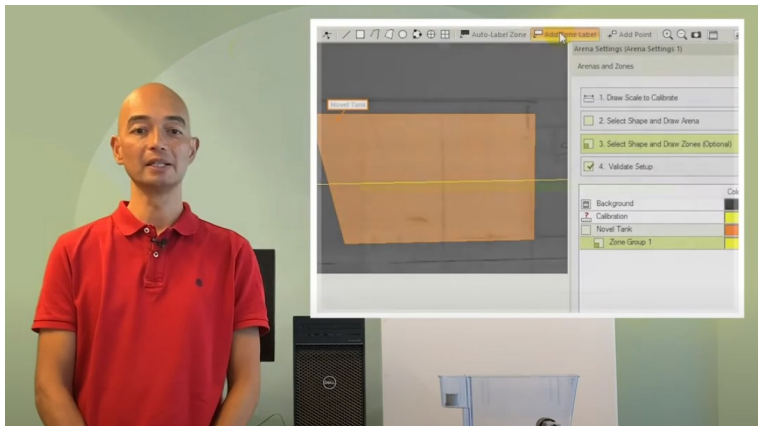 Auto-Label Zone
Add Zone Label
Add Point
Arena Settings (Arena Settings 1)
Arenas and Zones
Novel Tank
1. Draw Scale to Calibrate
2. Select Shape and Draw Arena
3. Select Shape and Draw Zones (Optional)
4. Validate Setup
Background
Calibration
Novel Tank
Zone Group 1
DELL